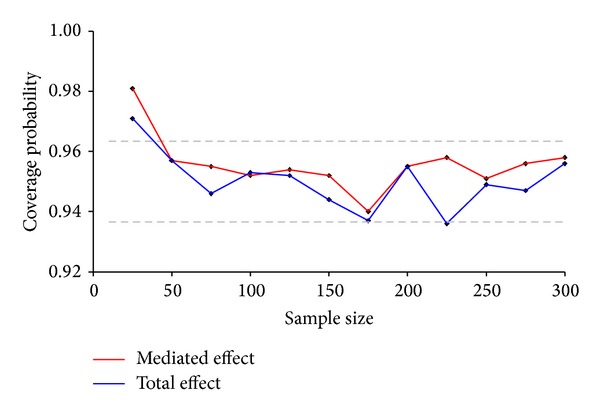 1.00
0.98
0.96
0.94
0.92
Coverage probability
0 50 100 150 200 250 300
Sample size
Mediated effect
Total effect